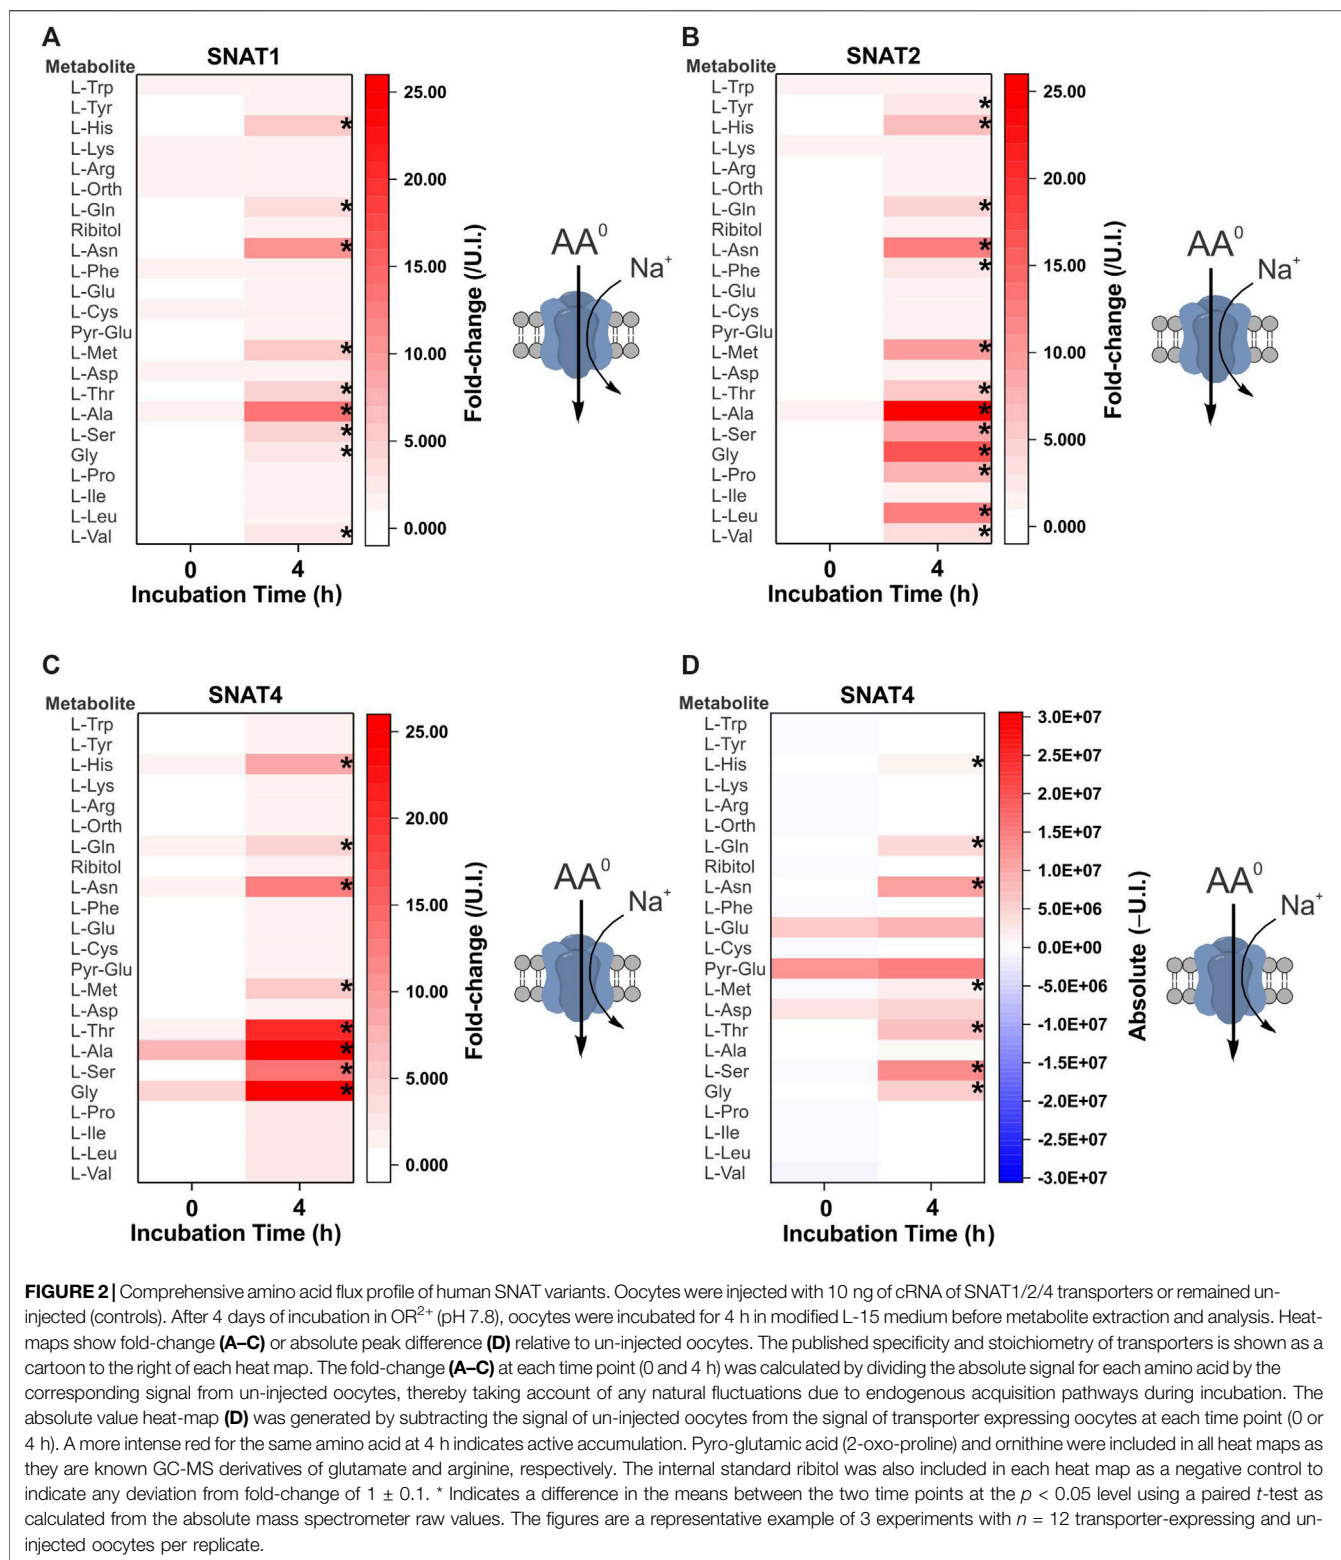 A
SNAT1
Metabolite
L-Trp
L-Tyr
L-His
L-Lys
L-Arg
L-Orth
L-Gln
Ribitol
L-Asn
L-Phe
L-Glu
L-Cys
Pyr-Glu
L-Met
L-Asp
L-Thr
L-Ala
L-Ser
Gly
L-Pro
L-Ile
L-Leu
L-Val
*
*
*
*
*
*
*
*
*
0
4
Incubation Time (h)
25.00
20.00
15.00
10.00
5.000
0.000
Fold-change (/U.I.)
AA0
Na+
B
SNAT2
Metabolite
L-Trp
L-Tyr
L-His
L-Lys
L-Arg
L-Orth
L-Gln
Ribitol
L-Asn
L-Phe
L-Glu
L-Cys
Pyr-Glu
L-Met
L-Asp
L-Thr
L-Ala
L-Ser
Gly
L-Pro
L-Ile
L-Leu
L-Val
*
*
*
*
*
*
*
*
*
*
*
*
*
0
4
Incubation Time (h)
25.00
20.00
15.00
10.00
5.000
0.000
Fold-change (/U.I.)
AA0
Na+
C
SNAT4
Metabolite
L-Trp
L-Tyr
L-His
L-Lys
L-Arg
L-Orth
L-Gln
Ribitol
L-Asn
L-Phe
L-Glu
L-Cys
Pyr-Glu
L-Met
L-Asp
L-Thr
L-Ala
L-Ser
Gly
L-Pro
L-Ile
L-Leu
L-Val
*
*
*
*
*
*
*
*
0
4
Incubation Time (h)
25.00
20.00
15.00
10.00
5.000
0.000
Fold-change (/U.I.)
AA0
Na+
D
SNAT4
Metabolite
L-Trp
L-Tyr
L-His
L-Lys
L-Arg
L-Orth
L-Gln
Ribitol
L-Asn
L-Phe
L-Glu
L-Cys
Pyr-Glu
L-Met
L-Asp
L-Thr
L-Ala
L-Ser
Gly
L-Pro
L-Ile
L-Leu
L-Val
*
*
*
*
*
*
*
0
4
Incubation Time (h)
3.0E+07
2.5E+07
2.0E+07
1.5E+07
1.0E+07
5.0E+06
0.0E+00
-5.0E+06
-1.0E+07
-1.5E+07
-2.0E+07
-2.5E+07
-3.0E+07
Absolute (−U.I.)
AA0
Na+
FIGURE 2 | Comprehensive amino acid flux profile of human SNAT variants. Oocytes were injected with 10 ng of cRNA of SNAT1/2/4 transporters or remained un-
injected (controls). After 4 days of incubation in OR2+ (pH 7.8), oocytes were incubated for 4 h in modified L-15 medium before metabolite extraction and analysis. Heat-
maps show fold-change (A–C) or absolute peak difference (D) relative to un-injected oocytes. The published specificity and stoichiometry of transporters is shown as a
cartoon to the right of each heat map. The fold-change (A–C) at each time point (0 and 4 h) was calculated by dividing the absolute signal for each amino acid by the
corresponding signal from un-injected oocytes, thereby taking account of any natural fluctuations due to endogenous acquisition pathways during incubation. The
absolute value heat-map (D) was generated by subtracting the signal of un-injected oocytes from the signal of transporter expressing oocytes at each time point (0 or
4 h). A more intense red for the same amino acid at 4 h indicates active accumulation. Pyro-glutamic acid (2-oxo-proline) and ornithine were included in all heat maps as
they are known GC-MS derivatives of glutamate and arginine, respectively. The internal standard ribitol was also included in each heat map as a negative control to
indicate any deviation from fold-change of 1 ± 0.1. * Indicates a difference in the means between the two time points at the p < 0.05 level using a paired t-test as
calculated from the absolute mass spectrometer raw values. The figures are a representative example of 3 experiments with n = 12 transporter-expressing and un-
injected oocytes per replicate.